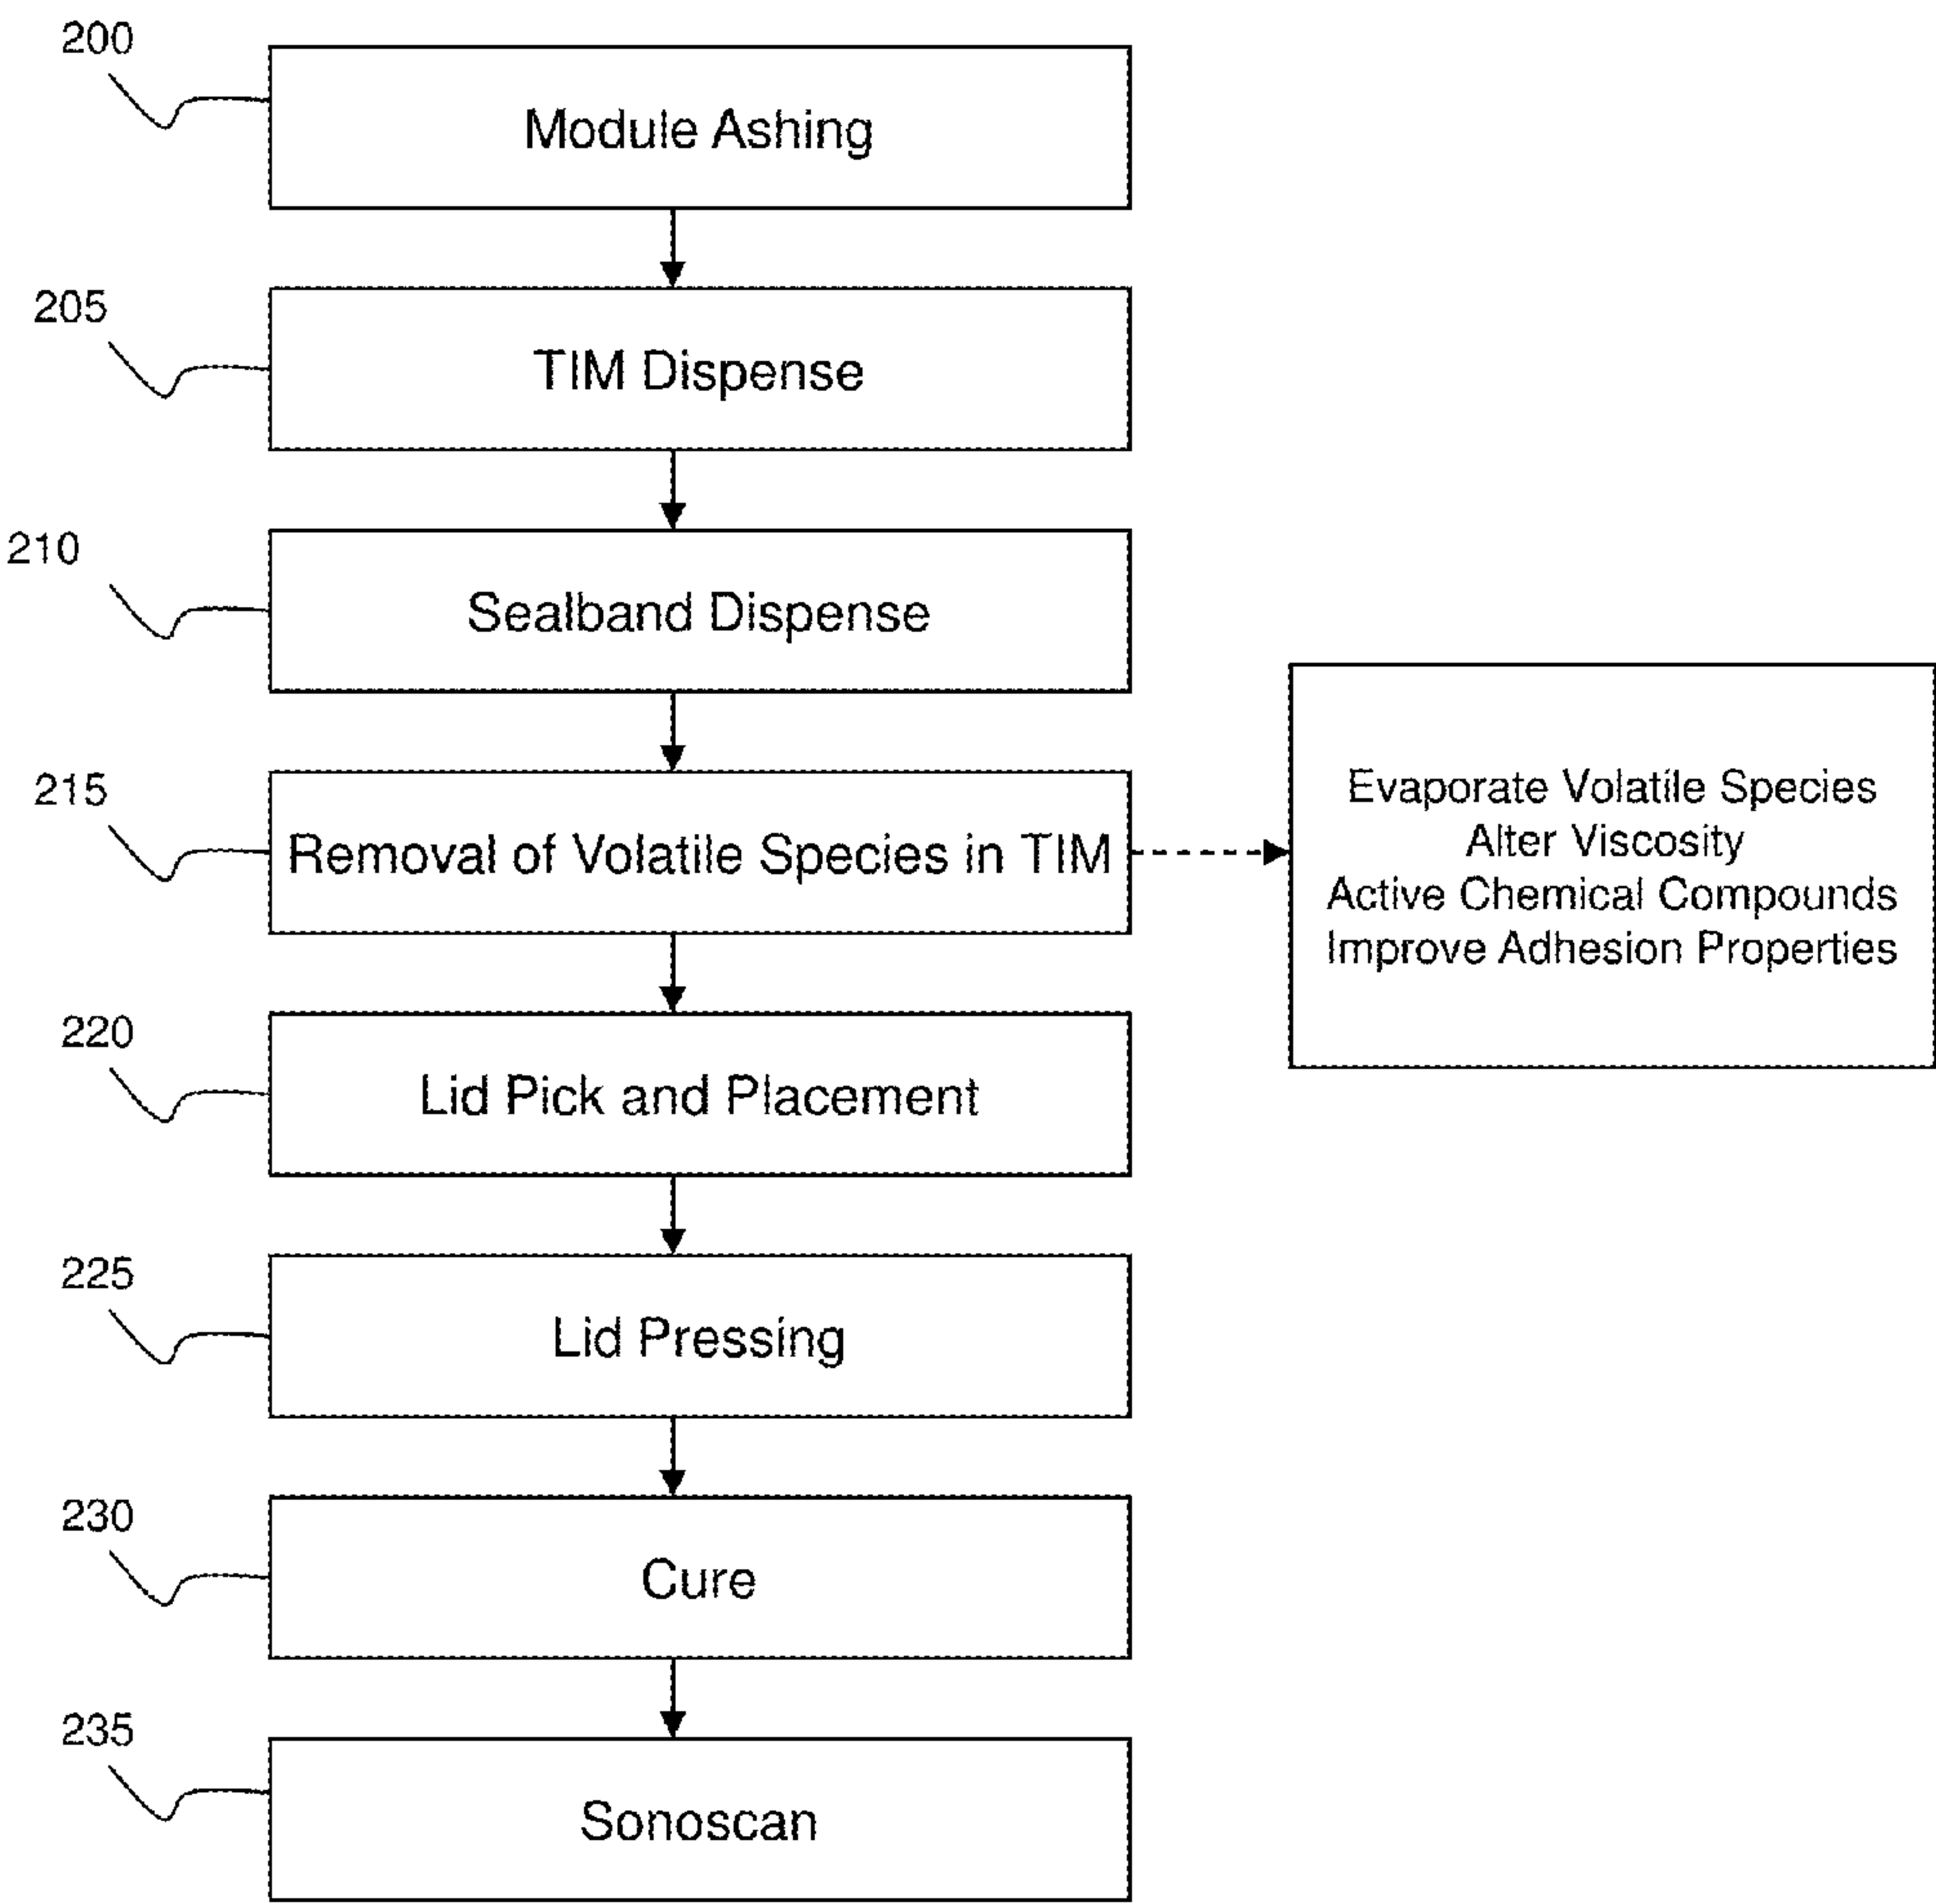 200
Module Ashing
205
TIM Dispense
210
Sealband Dispense
215
Removal of Volatile Species in TIM
Evaporate Volatile Species
Alter Viscosity
Active Chemical Compounds
Improve Adhesion Properties
220
Lid Pick and Placement
225
Lid Pressing
230
Cure
235
Sonoscan